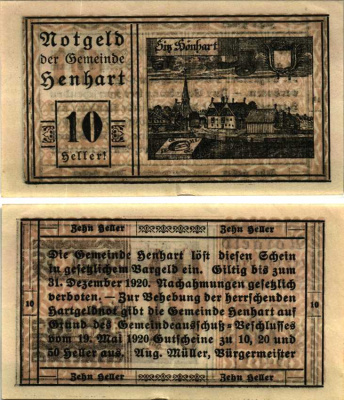 Notgeld
der Gemeinde
Henhart
10
Heller!
Sitz Hönhart
Zehn Heller Zehn Heller
Die Gemeinde Henhart löst diesen Schein
in gesetzlichem Bargeld ein. Giltig bis zum
31. Dezember 1920. Nachahmungen gesetzlich
verboten. — Zur Behebung der herrschenden
10 10
Hartgeldnot gibt die Gemeinde Henhart auf
Grund des Gemeindeausschuß-Beschlusses
vom 19. Mai 1920 Gutscheine zu 10, 20 und
50 Heller aus. Aug. Müller, Bürgermeister
Zehn Heller Zehn Heller